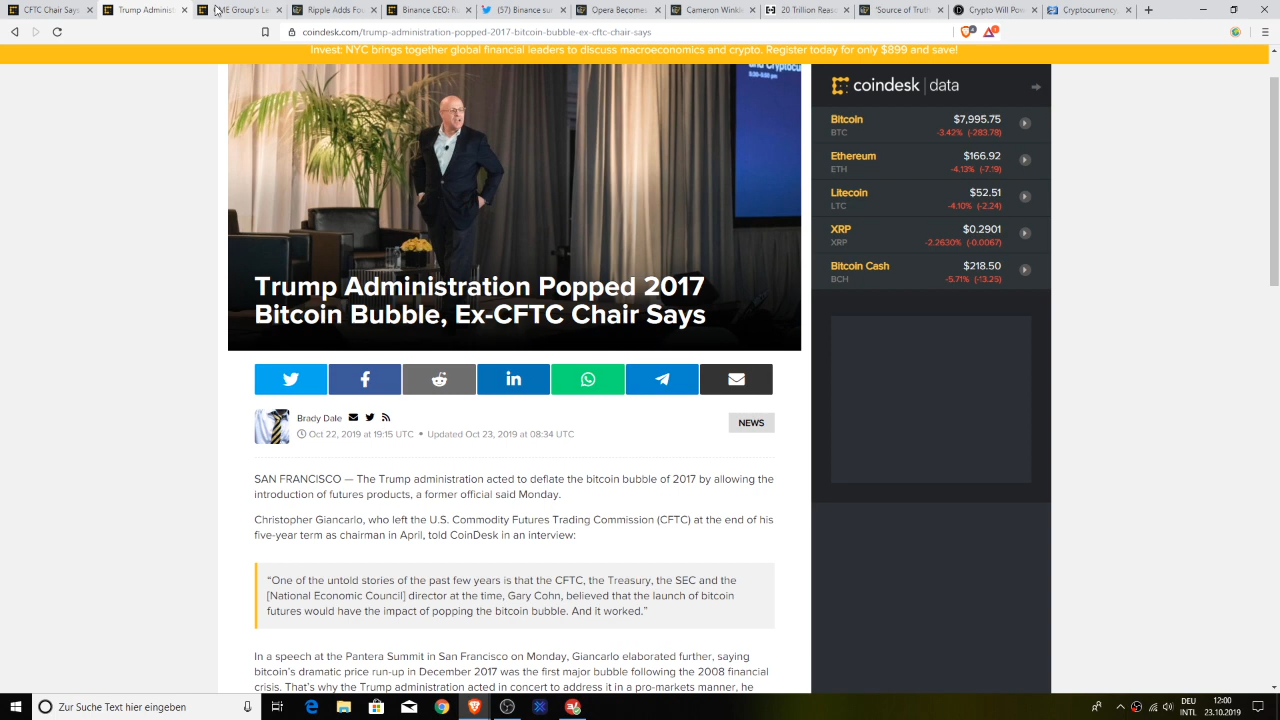 CFTC Chair Says:
Trump Adminis
ME Group's Le
Ripple Adds Fo
Binance CZ:
(57) Binance su
Opera Become
Cameron Winkle
20 Trillion Reas
'Source of Truth
Crypto Will Pow
Cryptocurrency.
coindesk.com/trump-administration-popped-2017-bitcoin-bubble-ex-cftc-chair-says
Invest: NYC brings together global financial leaders to discuss macroeconomics and crypto. Register today for only $899 and save!
and Cryptocu
coindesk | data
Bitcoin $7,995.75
BTC -3.42% (-283.78)
Ethereum $166.92
ETH -4.13% (-7.19)
Litecoin $52.51
LTC -4.10% (-2.24)
XRP $0.2901
XRP -2.2630% (-0.0067)
Bitcoin Cash $218.50
BCH -5.71% (-13.25)
Trump Administration Popped 2017
Bitcoin Bubble, Ex-CFTC Chair Says
Brady Dale
NEWS
Oct 22, 2019 at 19:15 UTC • Updated Oct 23, 2019 at 08:34 UTC
SAN FRANCISCO — The Trump administration acted to deflate the bitcoin bubble of 2017 by allowing the
introduction of futures products, a former official said Monday.
Christopher Giancarlo, who left the U.S. Commodity Futures Trading Commission (CFTC) at the end of his
five-year term as chairman in April, told CoinDesk in an interview:
“One of the untold stories of the past few years is that the CFTC, the Treasury, the SEC and the
[National Economic Council] director at the time, Gary Cohn, believed that the launch of bitcoin
futures would have the impact of popping the bitcoin bubble. And it worked.”
In a speech at the Pantera Summit in San Francisco on Monday, Giancarlo elaborated further, saying
bitcoin's dramatic price run-up in December 2017 was the first major bubble following the 2008 financial
crisis. That's why the Trump administration acted in concert to address it in a pro-markets manner, he
Zur Suche Text hier eingeben
DEU
INTL
12:00
23.10.2019